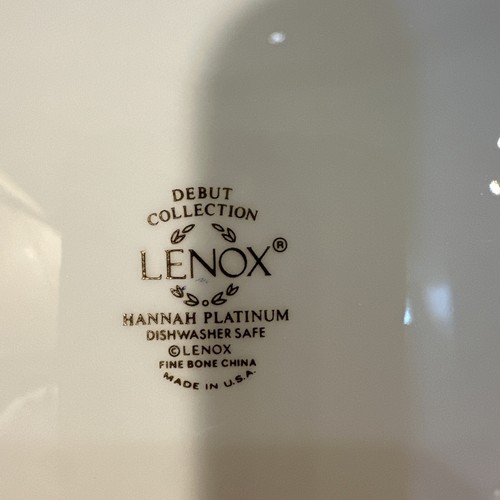 DEBUT
COLLECTION
LENOX®
HANNAH PLATINUM
DISHWASHER SAFE
©LENOX
FINE BONE CHINA
MADE IN U.S.A.